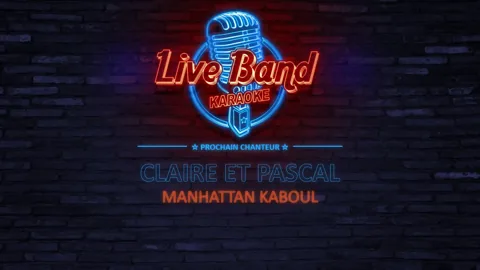 Live Band
KARAOKE
☆ PROCHAIN CHANTEUR ☆
CLAIRE ET PASCAL
MANHATTAN KABOUL